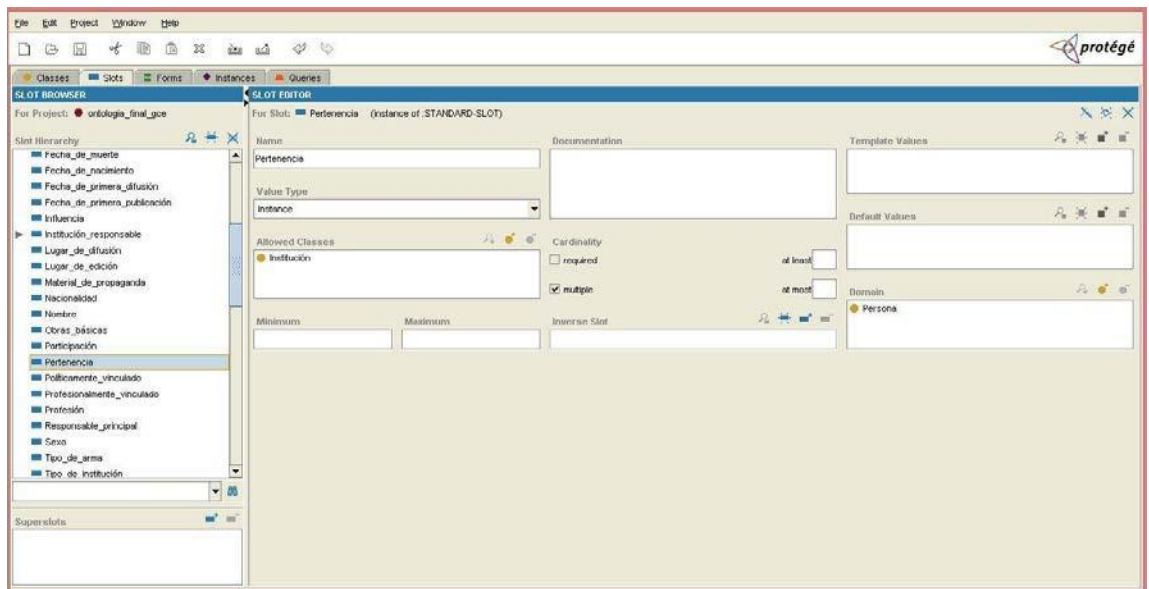 File Edit Project Window Help
protégé
Classes Slots Forms Instances Queries
SLOT BROWSER
For Project: ontologia_final_gce
Slot Hierarchy
Fecha_de_muerte
Fecha_de_nacimiento
Fecha_de_primera_difusión
Fecha_de_primera_publicación
Influencia
Institución_responsable
Lugar_de_difusión
Lugar_de_edición
Material_de_propaganda
Nacionalidad
Nombre
Obras_básicas
Participación
Pertenencia
Políticamente_vinculado
Profesionalmente_vinculado
Profesión
Responsable_principal
Sexo
Tipo_de_arma
Tipo_de_institución
Superslots
SLOT EDITOR
For Slot: Pertenencia (instance of :STANDARD-SLOT)
Name
Pertenencia
Value Type
Instance
Allowed Classes
Institución
Minimum Maximum
Documentation
Cardinality
required at least
multiple at most
Inverse Slot
Template Values
Default Values
Domain
Persona